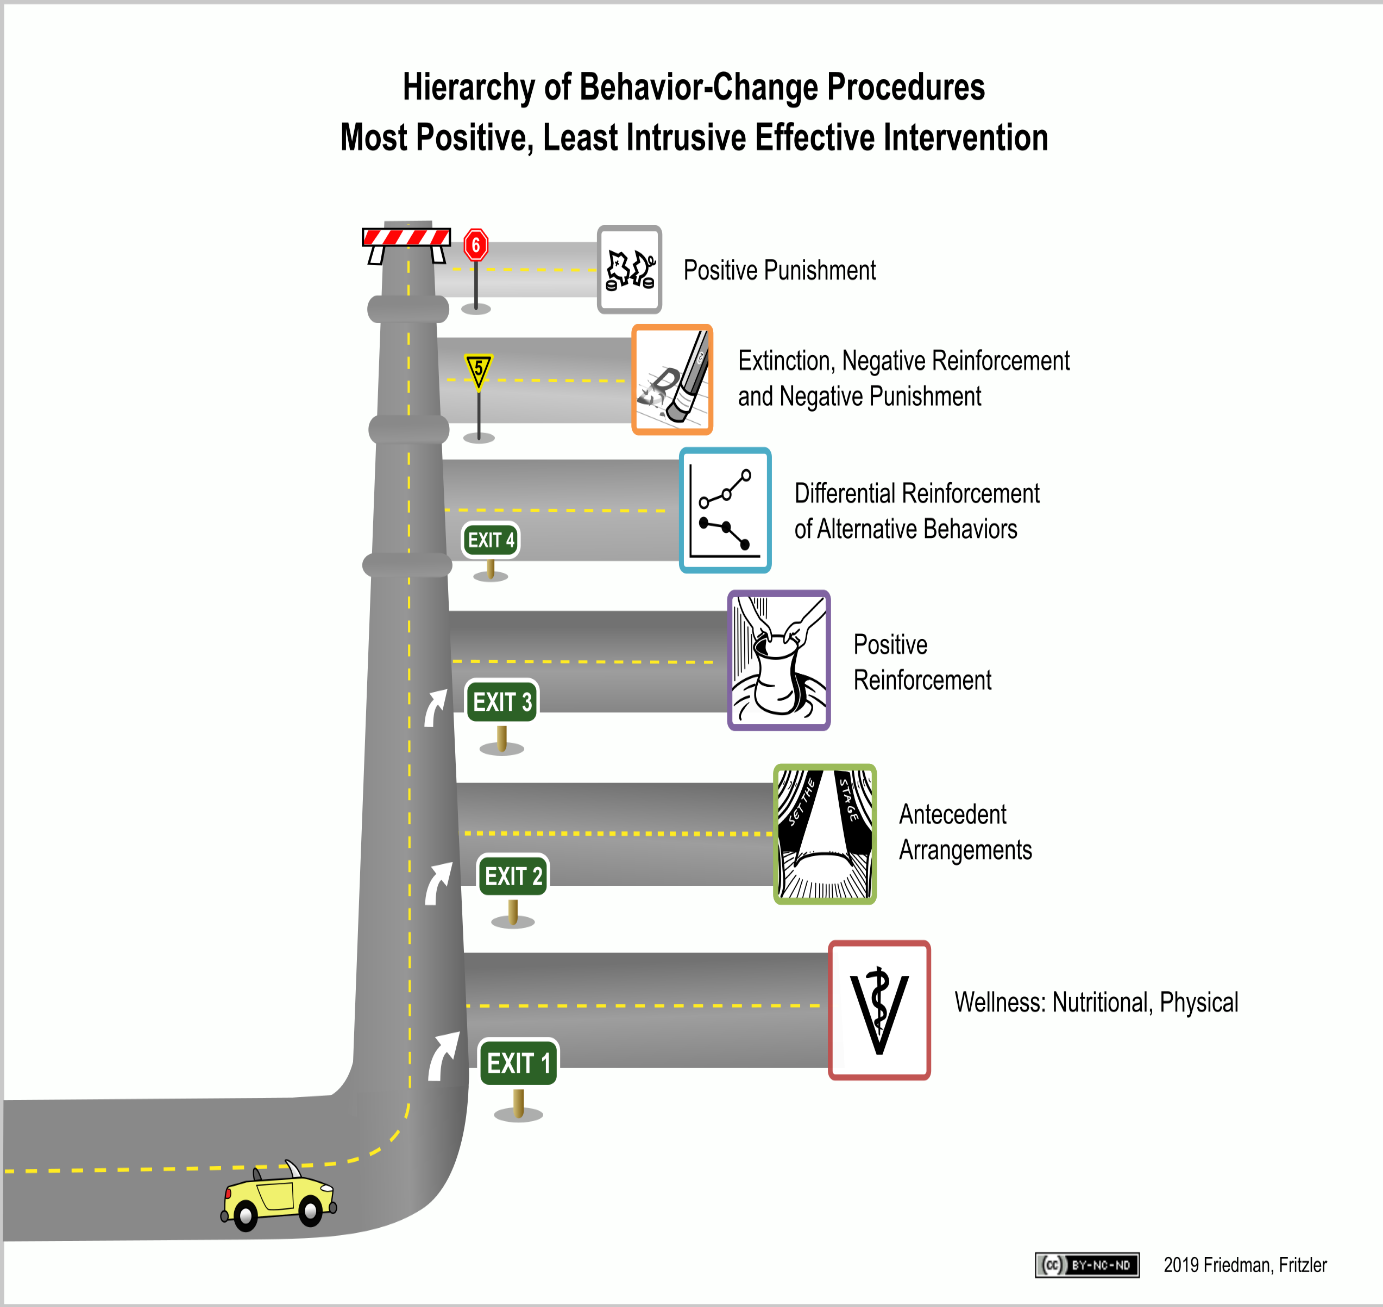 Hierarchy of Behavior-Change Procedures
Most Positive, Least Intrusive Effective Intervention
6
Positive Punishment
5
Extinction, Negative Reinforcement
and Negative Punishment
EXIT 4
Differential Reinforcement
of Alternative Behaviors
EXIT 3
Positive
Reinforcement
SET THE STAGE
EXIT 2
Antecedent
Arrangements
V
EXIT 1
Wellness: Nutritional, Physical
cc BY-NC-ND
2019 Friedman, Fritzler